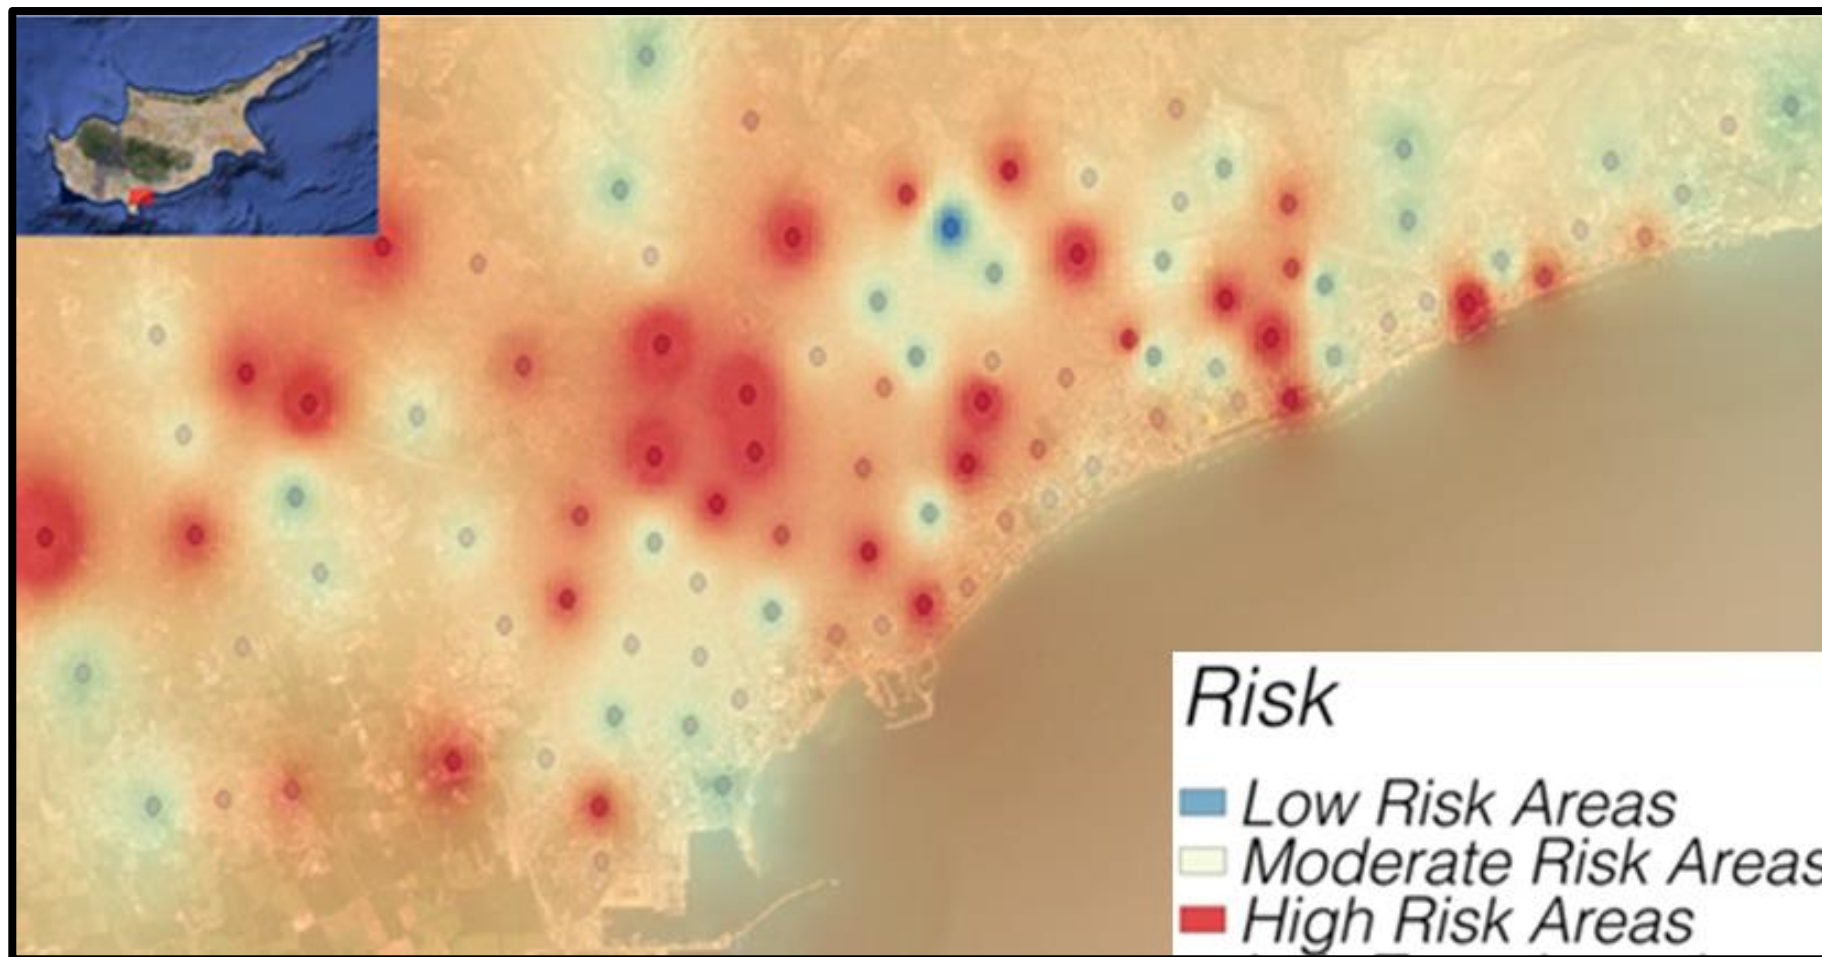 Risk
Low Risk Areas
Moderate Risk Areas
High Risk Areas